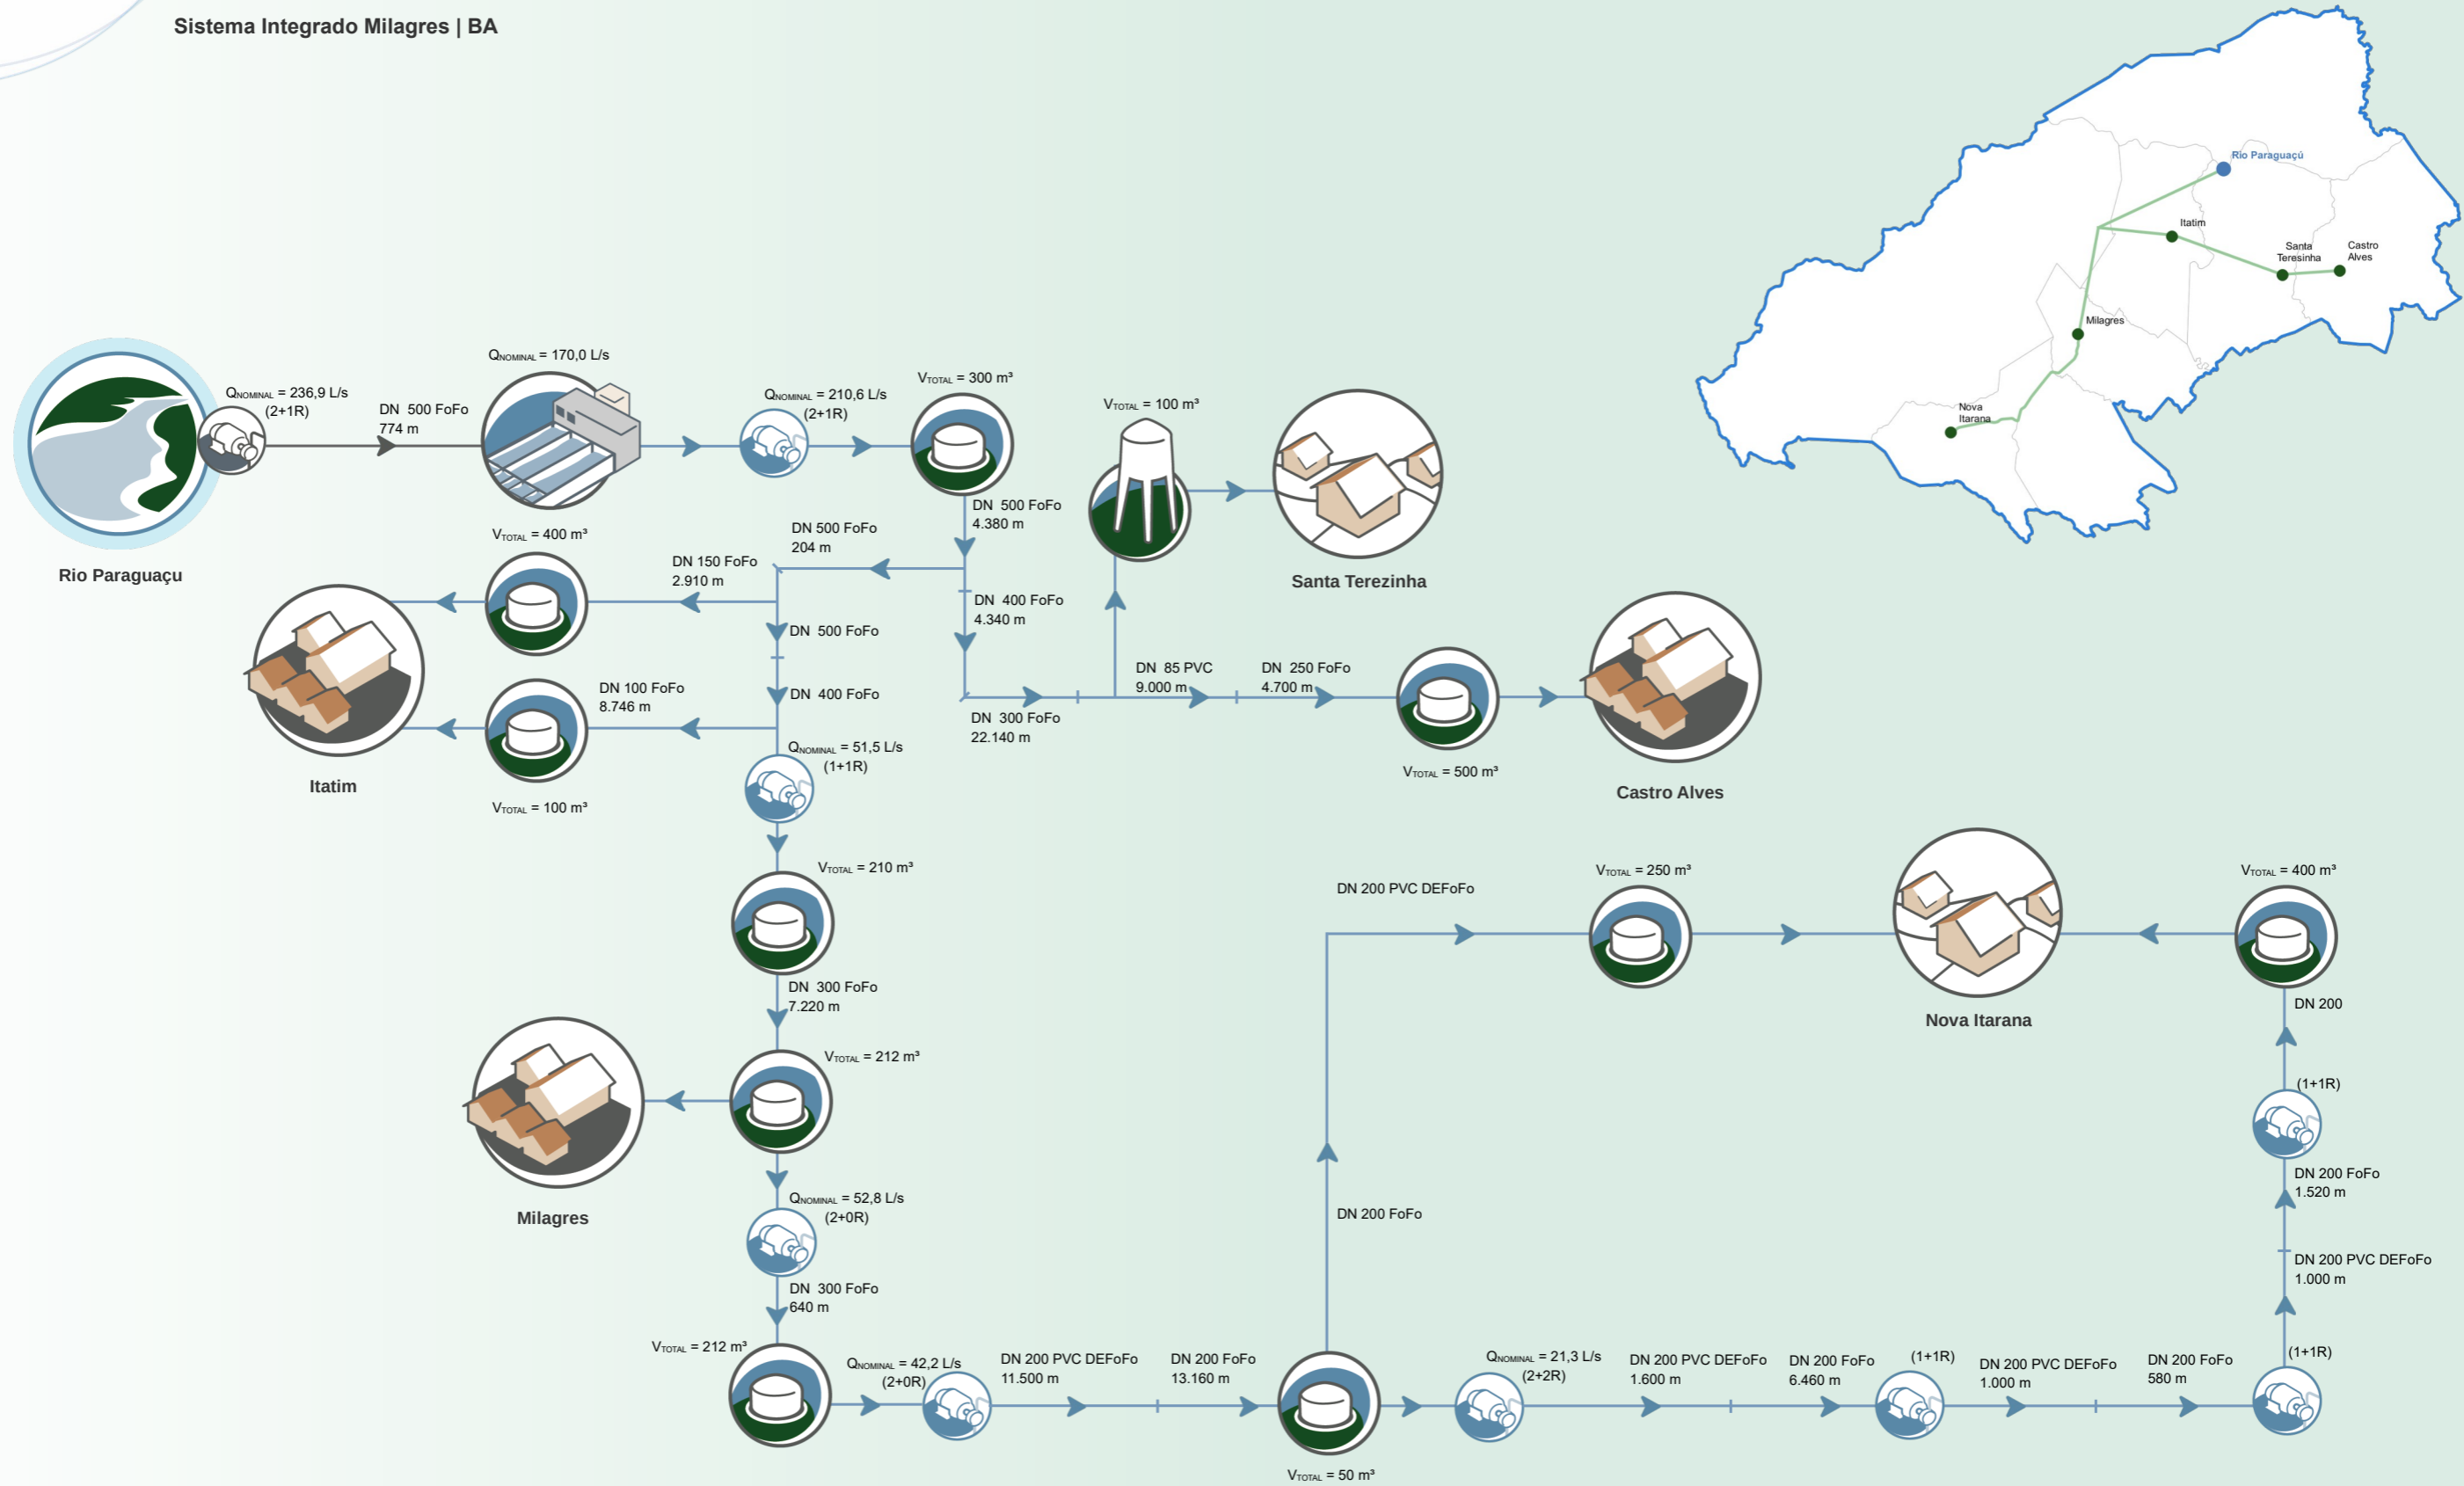 Sistema Integrado Milagres | BA
Rio Paraguaçú
Itatim
Santa
Teresinha
Castro
Alves
Milagres
Nova
Itarana
QNOMINAL = 236,9 L/s
(2+1R)
DN 500 FoFo
774 m
QNOMINAL = 170,0 L/s
QNOMINAL = 210,6 L/s
(2+1R)
VTOTAL = 300 m³
VTOTAL = 100 m³
Rio Paraguaçu
DN 500 FoFo
4.380 m
DN 500 FoFo
204 m
VTOTAL = 400 m³
DN 150 FoFo
2.910 m
Santa Terezinha
DN 400 FoFo
4.340 m
DN 500 FoFo
DN 400 FoFo
DN 100 FoFo
8.746 m
DN 85 PVC
9.000 m
DN 250 FoFo
4.700 m
DN 300 FoFo
22.140 m
QNOMINAL = 51,5 L/s
(1+1R)
VTOTAL = 500 m³
Itatim
VTOTAL = 100 m³
Castro Alves
VTOTAL = 210 m³
DN 200 PVC DEFoFo
VTOTAL = 250 m³
VTOTAL = 400 m³
DN 300 FoFo
7.220 m
DN 200
Nova Itarana
VTOTAL = 212 m³
(1+1R)
Milagres
QNOMINAL = 52,8 L/s
(2+0R)
DN 200 FoFo
1.520 m
DN 200 FoFo
DN 200 PVC DEFoFo
1.000 m
DN 300 FoFo
640 m
VTOTAL = 212 m³
QNOMINAL = 42,2 L/s
(2+0R)
DN 200 PVC DEFoFo
11.500 m
DN 200 FoFo
13.160 m
QNOMINAL = 21,3 L/s
(2+2R)
DN 200 PVC DEFoFo
1.600 m
DN 200 FoFo
6.460 m
(1+1R)
DN 200 PVC DEFoFo
1.000 m
DN 200 FoFo
580 m
(1+1R)
VTOTAL = 50 m³